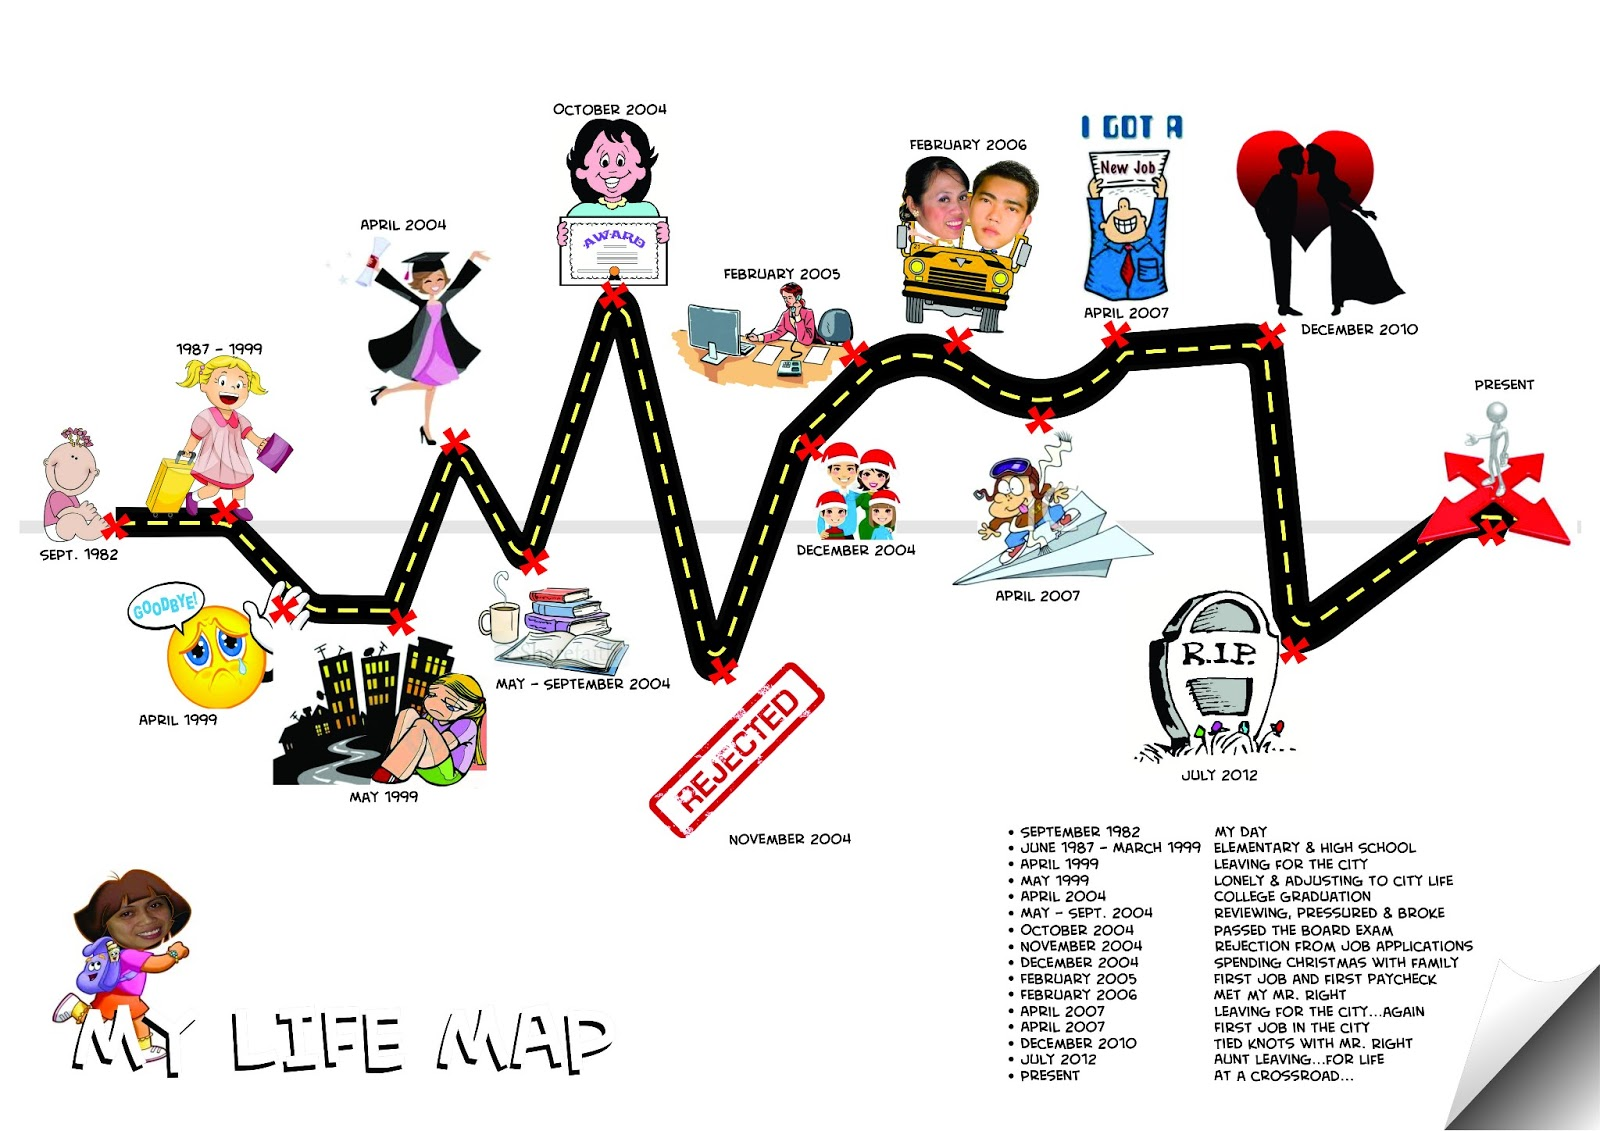 OCTOBER 2004
AWARD
APRIL 2004
FEBRUARY 2005
FEBRUARY 2006
I GOT A
New Job
APRIL 2007
DECEMBER 2010
1987 - 1999
PRESENT
SEPT. 1982
GOODBYE!
APRIL 1999
MAY 1999
MAY - SEPTEMBER 2004
REJECTED
NOVEMBER 2004
DECEMBER 2004
APRIL 2007
R.I.P.
JULY 2012
• SEPTEMBER 1982 MY DAY
• JUNE 1987 - MARCH 1999 ELEMENTARY & HIGH SCHOOL
• APRIL 1999 LEAVING FOR THE CITY
• MAY 1999 LONELY & ADJUSTING TO CITY LIFE
• APRIL 2004 COLLEGE GRADUATION
• MAY - SEPT. 2004 REVIEWING, PRESSURED & BROKE
• OCTOBER 2004 PASSED THE BOARD EXAM
• NOVEMBER 2004 REJECTION FROM JOB APPLICATIONS
• DECEMBER 2004 SPENDING CHRISTMAS WITH FAMILY
• FEBRUARY 2005 FIRST JOB AND FIRST PAYCHECK
• FEBRUARY 2006 MET MY MR. RIGHT
• APRIL 2007 LEAVING FOR THE CITY...AGAIN
• APRIL 2007 FIRST JOB IN THE CITY
• DECEMBER 2010 TIED KNOTS WITH MR. RIGHT
• JULY 2012 AUNT LEAVING...FOR LIFE
• PRESENT AT A CROSSROAD...
MY LIFE MAP